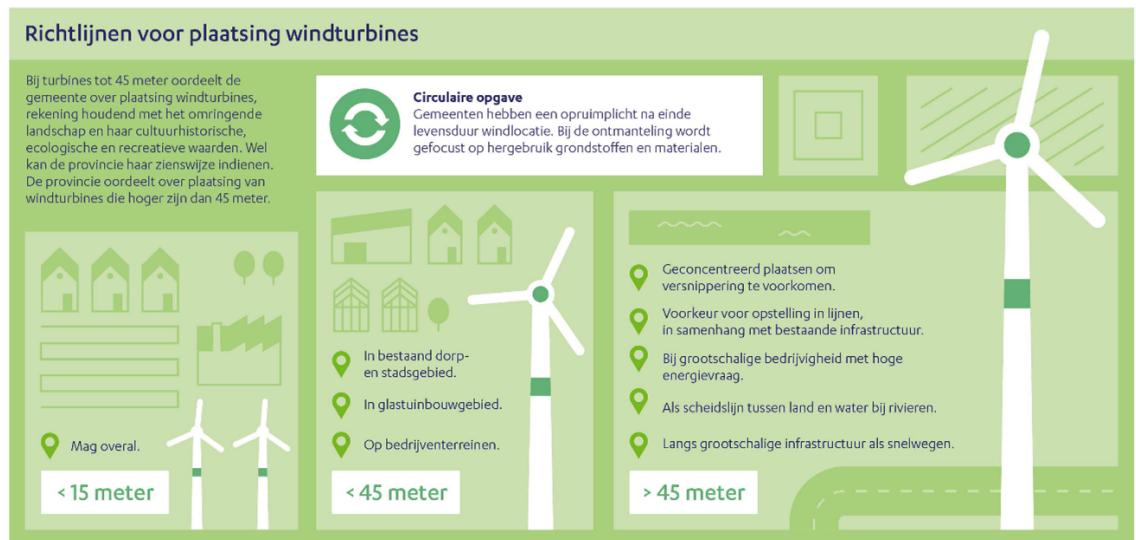 Richtlijnen voor plaatsing windturbines
Bij turbines tot 45 meter oordeelt de
gemeente over plaatsing windturbines,
rekening houdend met het omringende
landschap en haar cultuurhistorische,
ecologische en recreatieve waarden. Wel
kan de provincie haar zienswijze indienen.
De provincie oordeelt over plaatsing van
windturbines die hoger zijn dan 45 meter.
Circulaire opgave
Gemeenten hebben een opruimplicht na einde
levensduur windlocatie. Bij de ontmanteling wordt
gefocust op hergebruik grondstoffen en materialen.
Mag overal.
< 15 meter
In bestaand dorp-
en stadsgebied.
In glastuinbouwgebied.
Op bedrijventerreinen.
< 45 meter
Geconcentreerd plaatsen om
versnippering te voorkomen.
Voorkeur voor opstelling in lijnen,
in samenhang met bestaande infrastructuur.
Bij grootschalige bedrijvigheid met hoge
energievraag.
Als scheidslijn tussen land en water bij rivieren.
Langs grootschalige infrastructuur als snelwegen.
> 45 meter